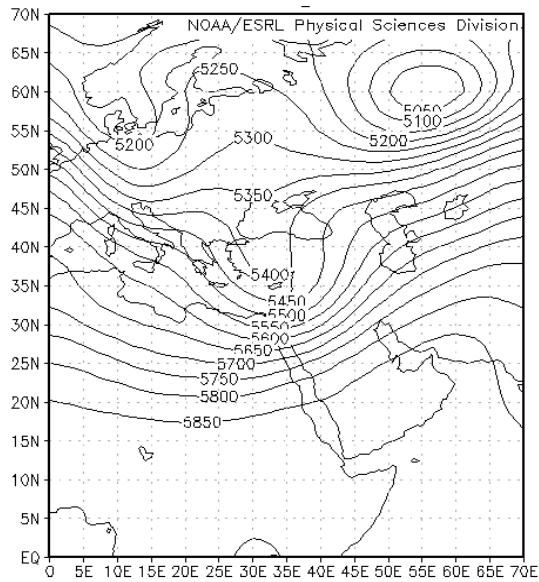 70N
NOAA/ESRL Physical Sciences Division
65N
5250
60N
5050
5100
55N
5200
5200
5300
50N
5350
45N
40N
5400
35N
5450
5500
5550
30N
5600
5650
25N
5700
5750
5800
20N
5850
15N
10N
5N
EQ
0 5E 10E 15E 20E 25E 30E 35E 40E 45E 50E 55E 60E 65E 70E